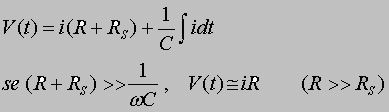 V(t) = i(R + R_S) + 1/C ∫ idt
se (R + R_S) >> 1/ωC , V(t) ≅ iR (R >> R_S)